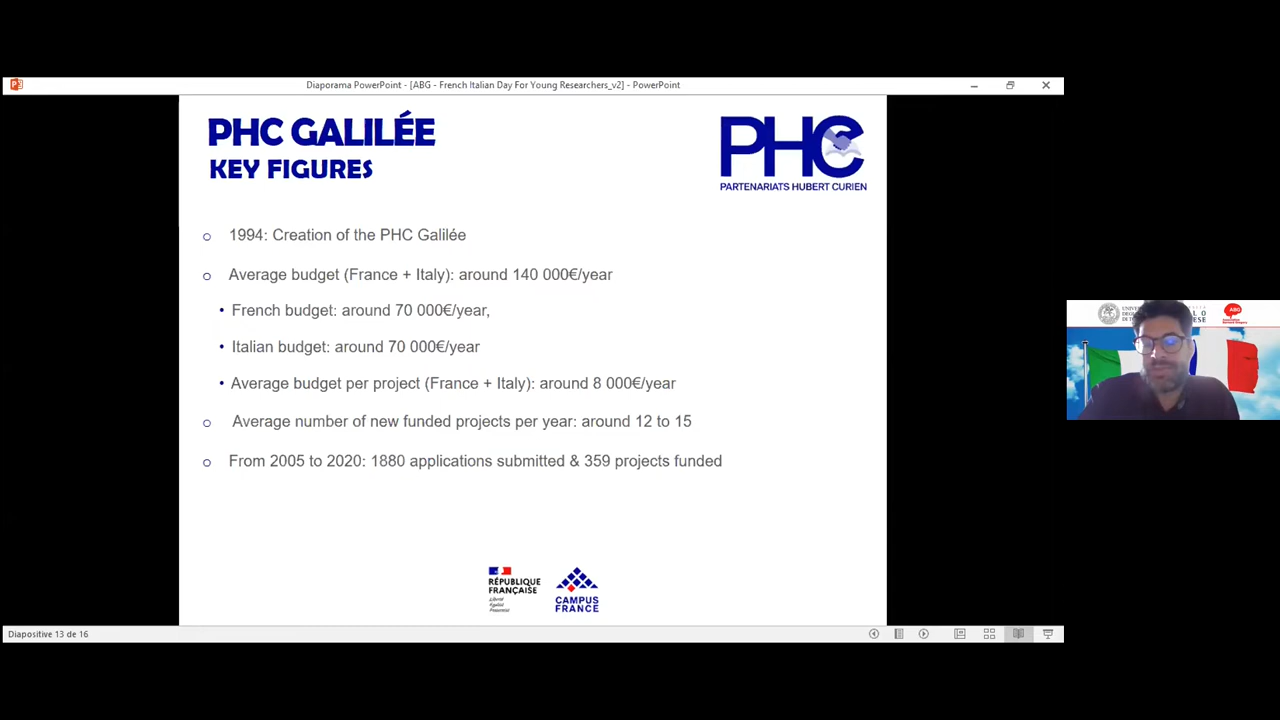 Diaporama PowerPoint - [ABG - French Italian Day For Young Researchers_v2] - PowerPoint
PHC GALILÉE
KEY FIGURES
PHC
PARTENARIATS HUBERT CURIEN
1994: Creation of the PHC Galilée
Average budget (France + Italy): around 140 000€/year
French budget: around 70 000€/year,
Italian budget: around 70 000€/year
Average budget per project (France + Italy): around 8 000€/year
Average number of new funded projects per year: around 12 to 15
From 2005 to 2020: 1880 applications submitted & 359 projects funded
RÉPUBLIQUE
FRANÇAISE
Liberté
Égalité
Fraternité
CAMPUS
FRANCE
Diapositive 13 de 16
ABG